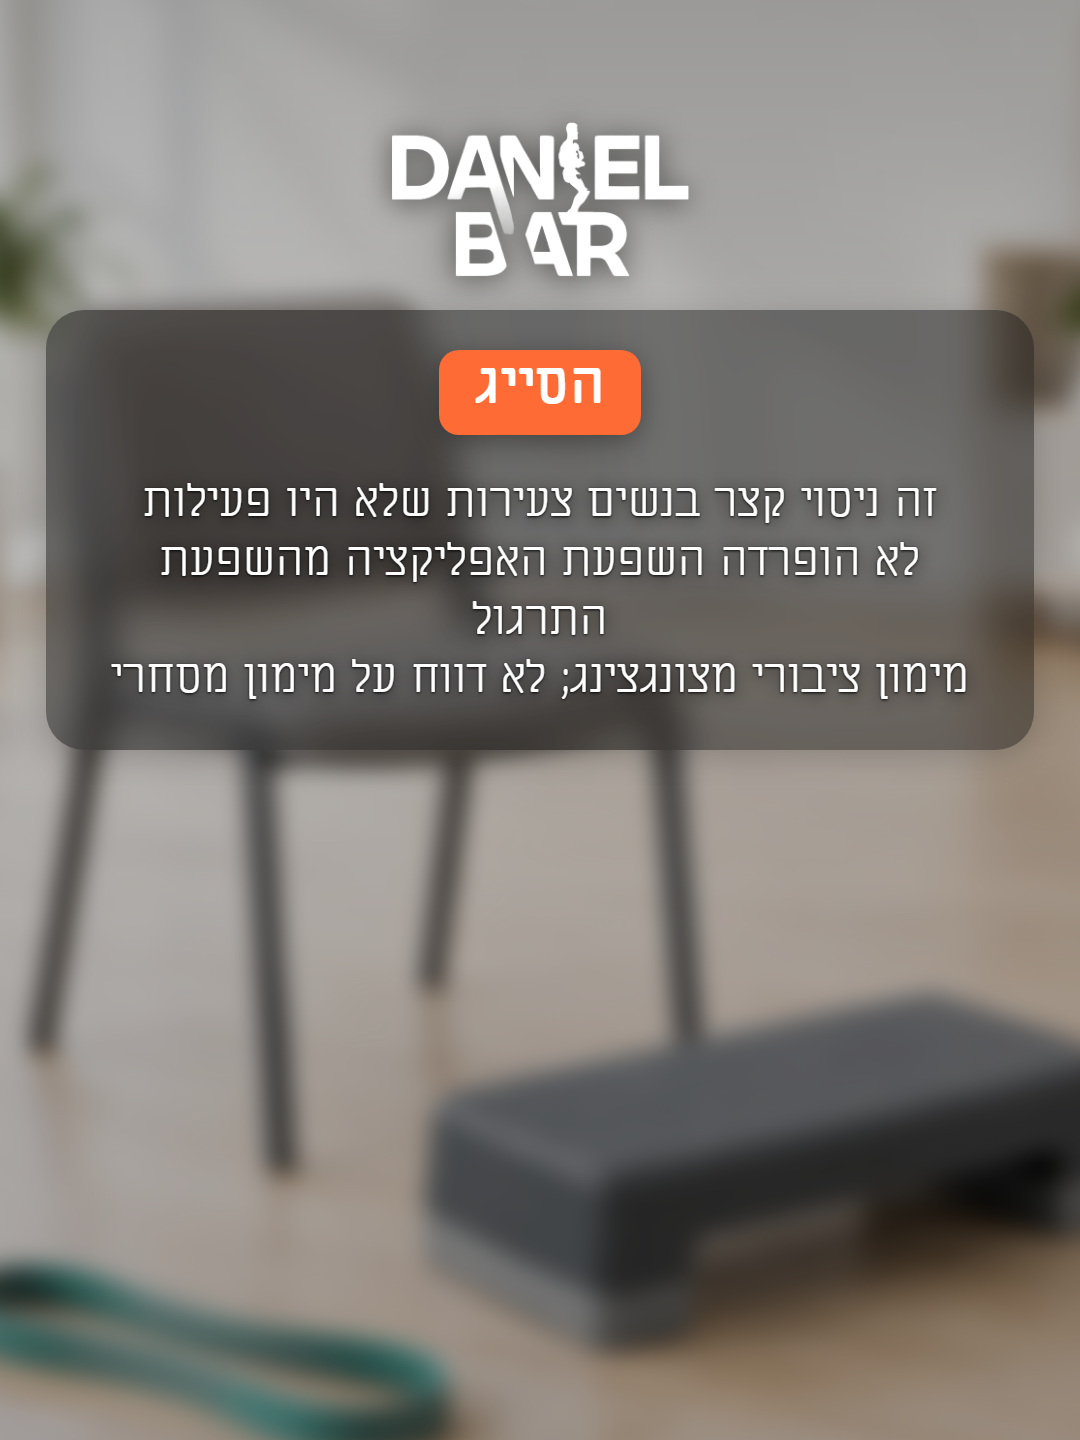 DANIEL
BAR
הסייג
זה ניסוי קצר בנשים צעירות שלא היו פעילות
לא הופרדה השפעת האפליקציה מהשפעת
התרגול
מימון ציבורי מצונגצינג; לא דווח על מימון מסחרי